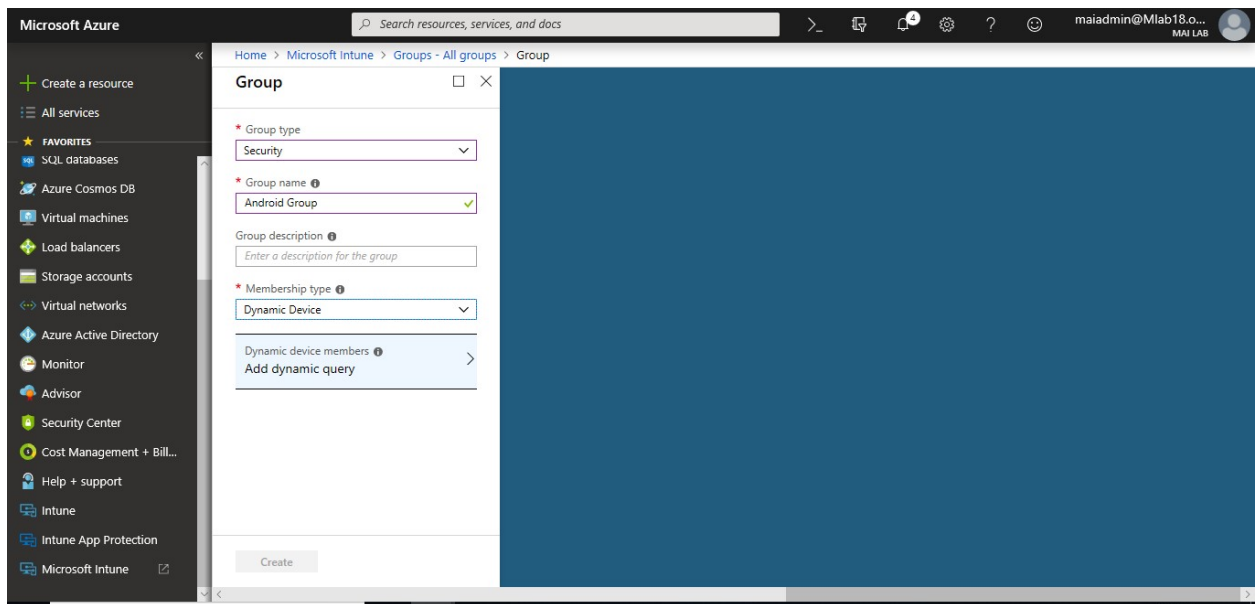 Microsoft Azure
Search resources, services, and docs
4
maiadmin@Mlab18.o...
MAI LAB
Home > Microsoft Intune > Groups - All groups > Group
Create a resource
All services
FAVORITES
SQL databases
Azure Cosmos DB
Virtual machines
Load balancers
Storage accounts
Virtual networks
Azure Active Directory
Monitor
Advisor
Security Center
Cost Management + Bill...
Help + support
Intune
Intune App Protection
Microsoft Intune
Group
* Group type
Security
* Group name
Android Group
Group description
Enter a description for the group
* Membership type
Dynamic Device
Dynamic device members
Add dynamic query
Create